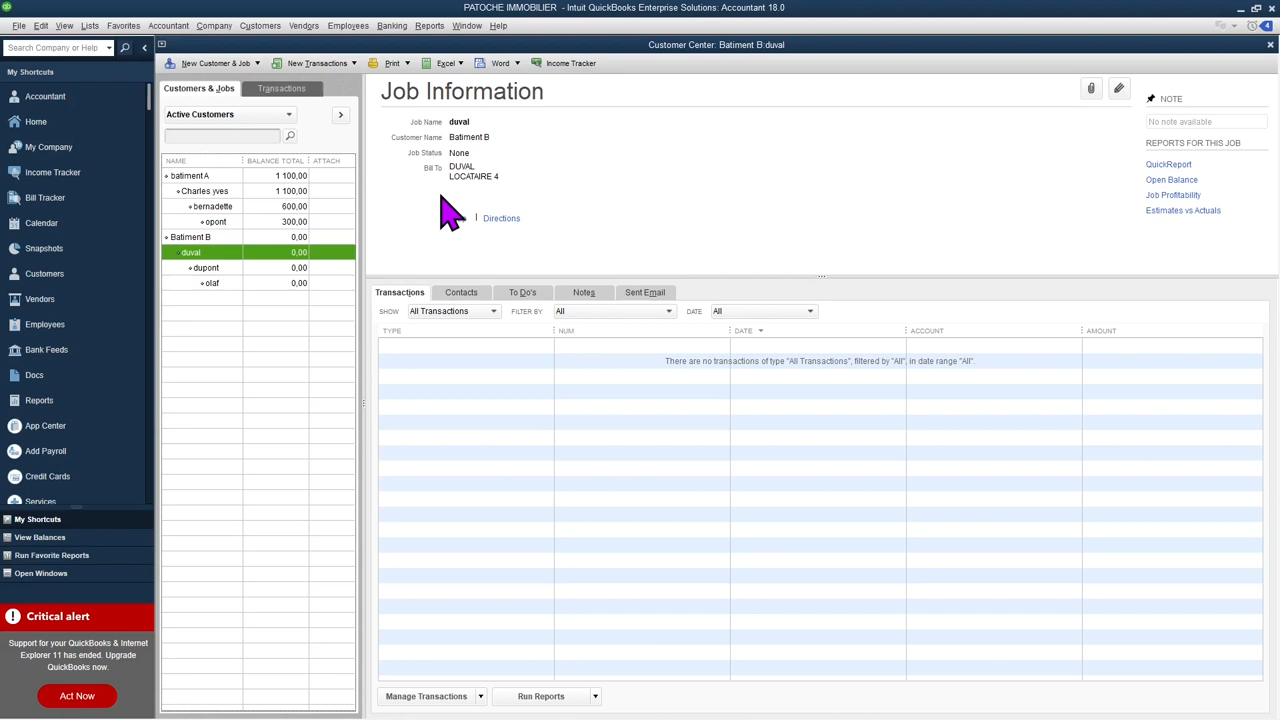 PATOCHE IMMOBILIER - Intuit QuickBooks Enterprise Solutions: Accountant 18.0
File Edit View Lists Favorites Accountant Company Customers Vendors Employees Banking Reports Window Help
4
Search Company or Help
Customer Center: Batiment B:duval
My Shortcuts
Accountant
Home
My Company
Income Tracker
Bill Tracker
Calendar
Snapshots
Customers
Vendors
Employees
Bank Feeds
Docs
Reports
App Center
Add Payroll
Credit Cards
Services
My Shortcuts
View Balances
Run Favorite Reports
Open Windows
Critical alert
Support for your QuickBooks & Internet
Explorer 11 has ended. Upgrade
QuickBooks now.
Act Now
New Customer & Job New Transactions Print Excel Word Income Tracker
Customers & Jobs Transactions
Active Customers
NAME BALANCE TOTAL ATTACH
batimentA 1 100,00
Charles yves 1 100,00
bernadette 600,00
opont 300,00
Batiment B 0,00
duval 0,00
dupont 0,00
olaf 0,00
Job Information
Job Name duval
Customer Name Batiment B
Job Status None
Bill To DUVAL
LOCATAIRE 4
| Directions
NOTE
No note available
REPORTS FOR THIS JOB
QuickReport
Open Balance
Job Profitability
Estimates vs Actuals
Transactions Contacts To Do's Notes Sent Email
SHOW All Transactions FILTER BY All DATE All
TYPE NUM DATE ACCOUNT AMOUNT
There are no transactions of type "All Transactions", filtered by "All", in date range "All".
Manage Transactions Run Reports